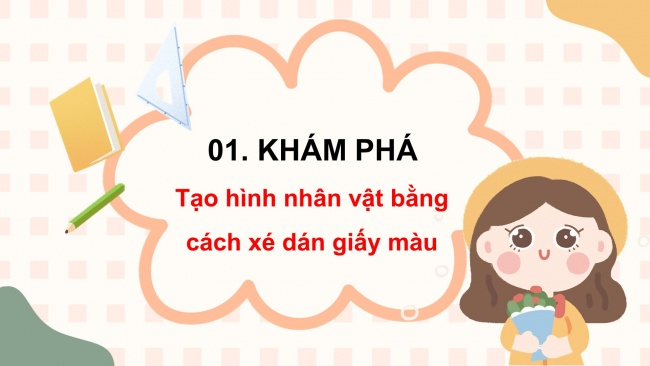 01. KHÁM PHÁ
Tạo hình nhân vật bằng
cách xé dán giấy màu